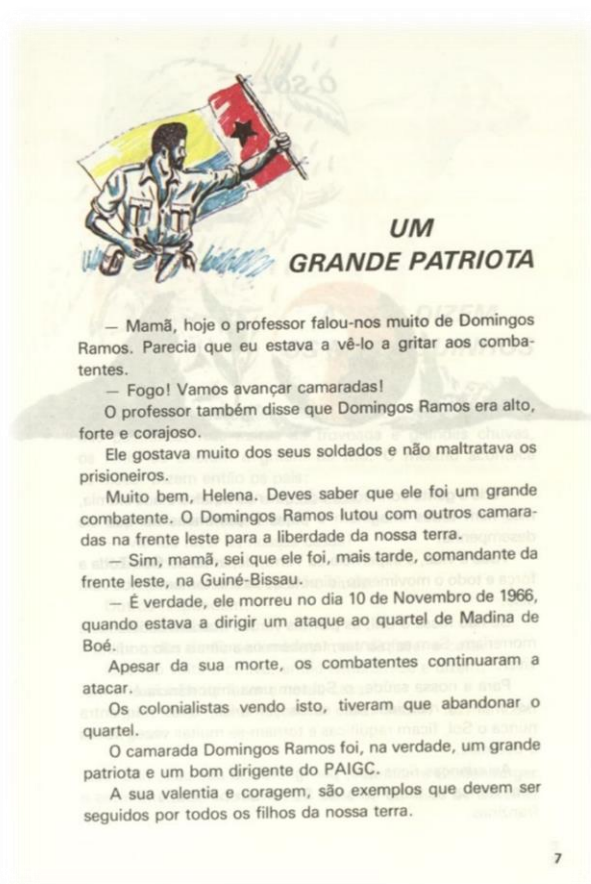 UM
GRANDE PATRIOTA
— Mamã, hoje o professor falou-nos muito de Domingos
Ramos. Parecia que eu estava a vê-lo a gritar aos comba-
tentes.
— Fogo! Vamos avançar camaradas!
O professor também disse que Domingos Ramos era alto,
forte e corajoso.
Ele gostava muito dos seus soldados e não maltratava os
prisioneiros.
Muito bem, Helena. Deves saber que ele foi um grande
combatente. O Domingos Ramos lutou com outros camara-
das na frente leste para a liberdade da nossa terra.
— Sim, mamã, sei que ele foi, mais tarde, comandante da
frente leste, na Guiné-Bissau.
— É verdade, ele morreu no dia 10 de Novembro de 1966,
quando estava a dirigir um ataque ao quartel de Madina de
Boé.
Apesar da sua morte, os combatentes continuaram a
atacar.
Os colonialistas vendo isto, tiveram que abandonar o
quartel.
O camarada Domingos Ramos foi, na verdade, um grande
patriota e um bom dirigente do PAIGC.
A sua valentia e coragem, são exemplos que devem ser
seguidos por todos os filhos da nossa terra.
7